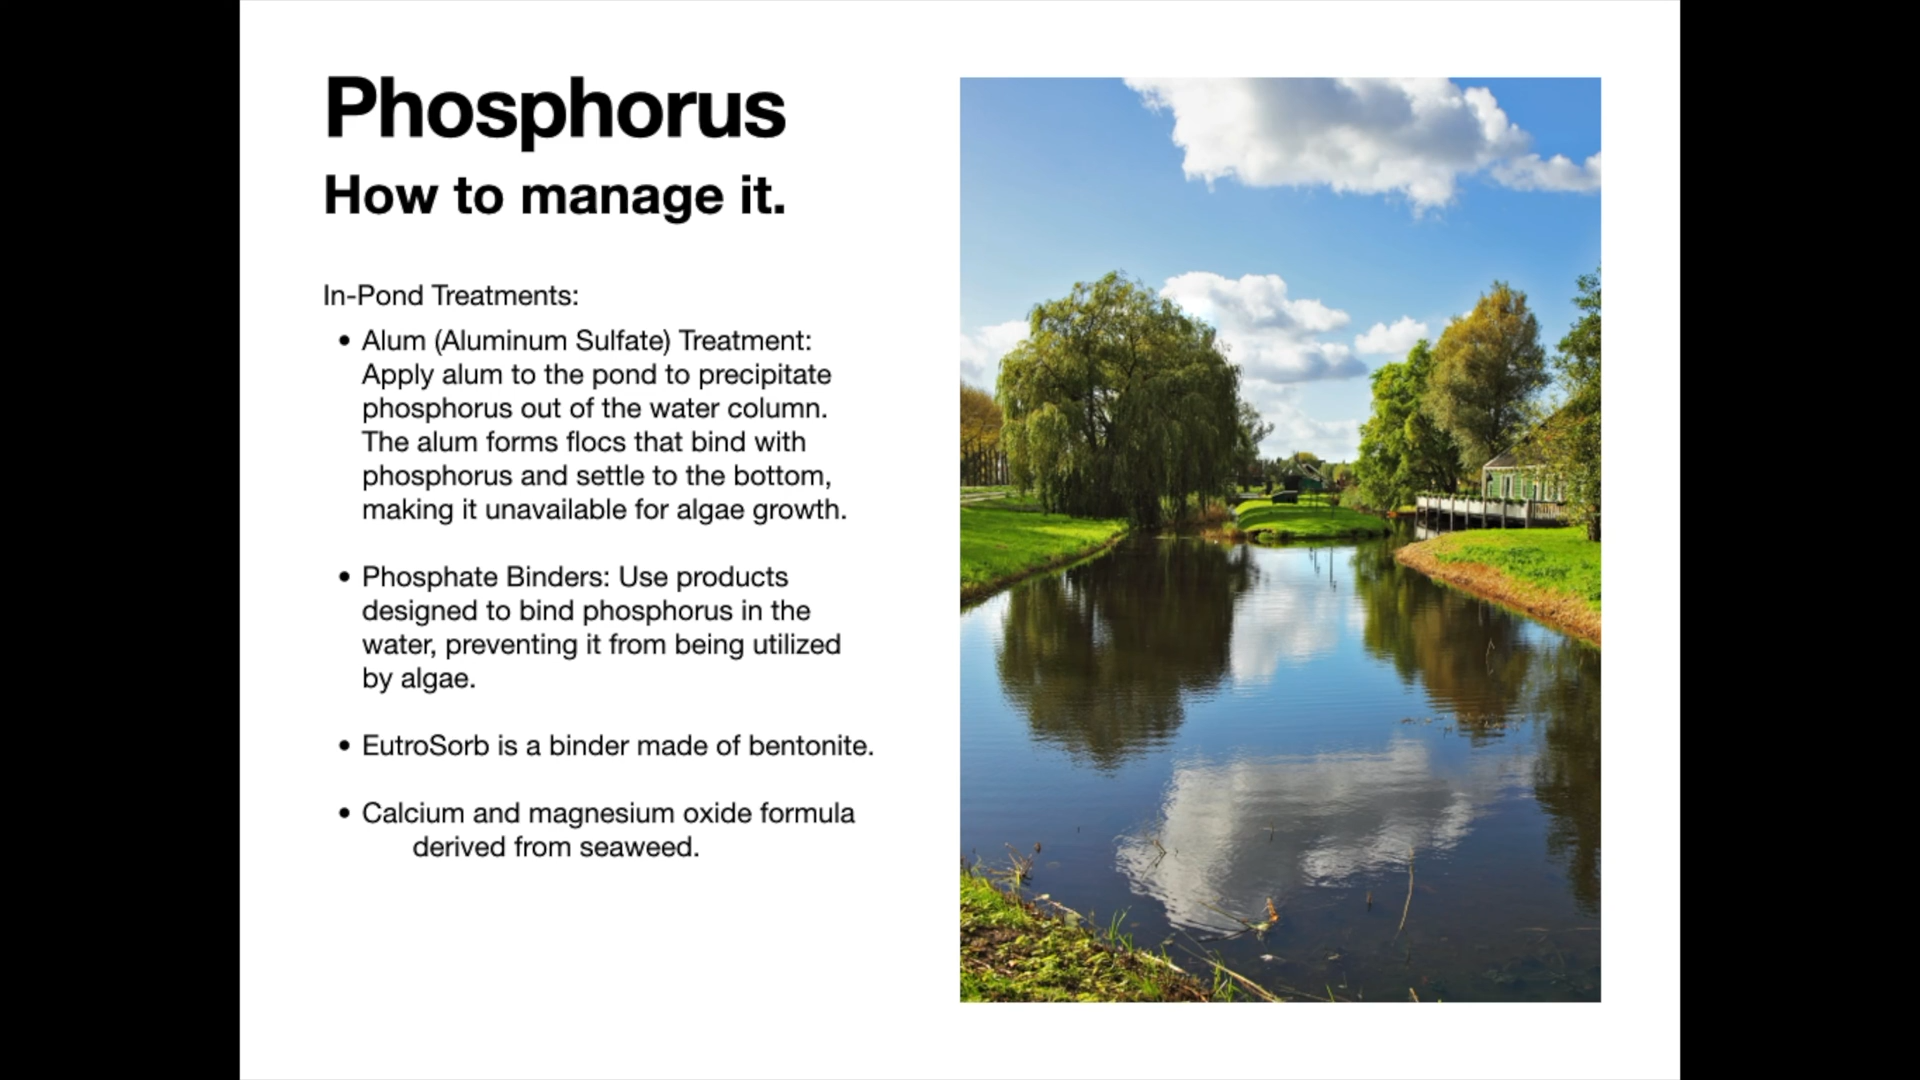 Phosphorus
How to manage it.
In-Pond Treatments:
• Alum (Aluminum Sulfate) Treatment:
Apply alum to the pond to precipitate
phosphorus out of the water column.
The alum forms flocs that bind with
phosphorus and settle to the bottom,
making it unavailable for algae growth.
• Phosphate Binders: Use products
designed to bind phosphorus in the
water, preventing it from being utilized
by algae.
• EutroSorb is a binder made of bentonite.
• Calcium and magnesium oxide formula
derived from seaweed.